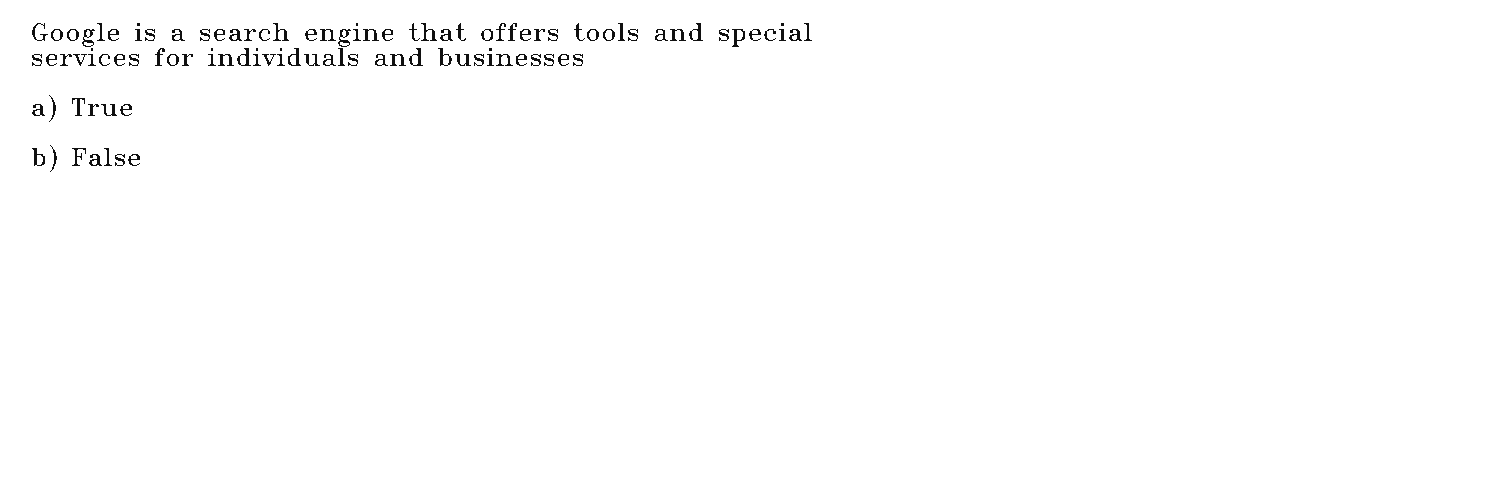 Google is a search engine that offers tools and special
services for individuals and businesses
a) True
b) False